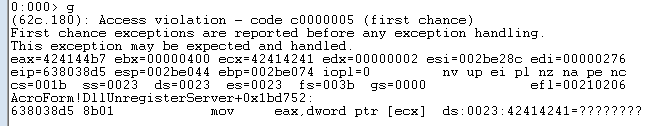 0:000> g
(62c.180): Access violation - code c0000005 (first chance)
First chance exceptions are reported before any exception handling.
This exception may be expected and handled.
eax=424144b7 ebx=00000400 ecx=42414241 edx=00000002 esi=002be28c edi=00000276
eip=638038d5 esp=002be044 ebp=002be074 iopl=0 nv up ei pl nz na pe nc
cs=001b ss=0023 ds=0023 es=0023 fs=003b gs=0000 efl=00210206
AcroForm!DllUnregisterServer+0x1bd752:
638038d5 8b01 mov eax,dword ptr [ecx] ds:0023:42414241=????????